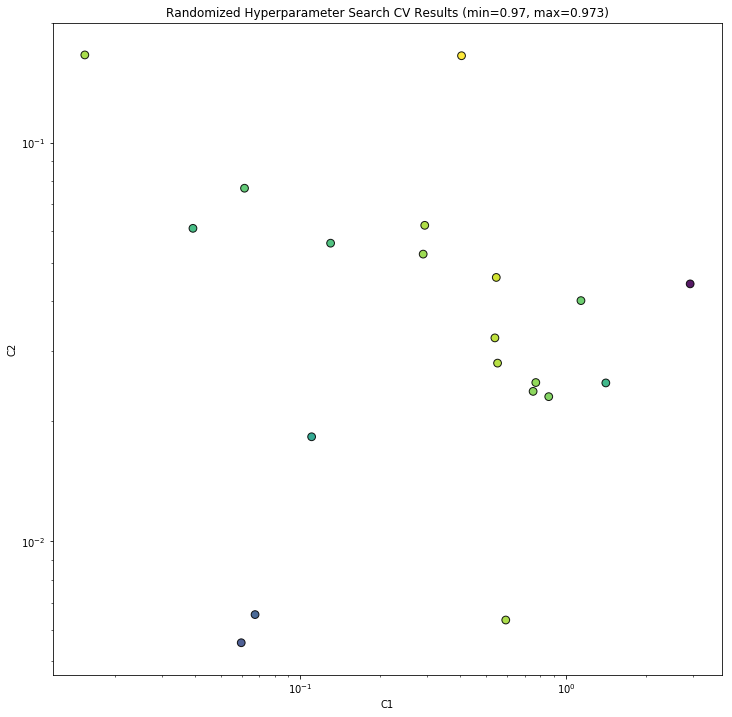 Randomized Hyperparameter Search CV Results (min=0.97, max=0.973)
10⁻¹
C2
10⁻²
10⁻¹ 10⁰
C1